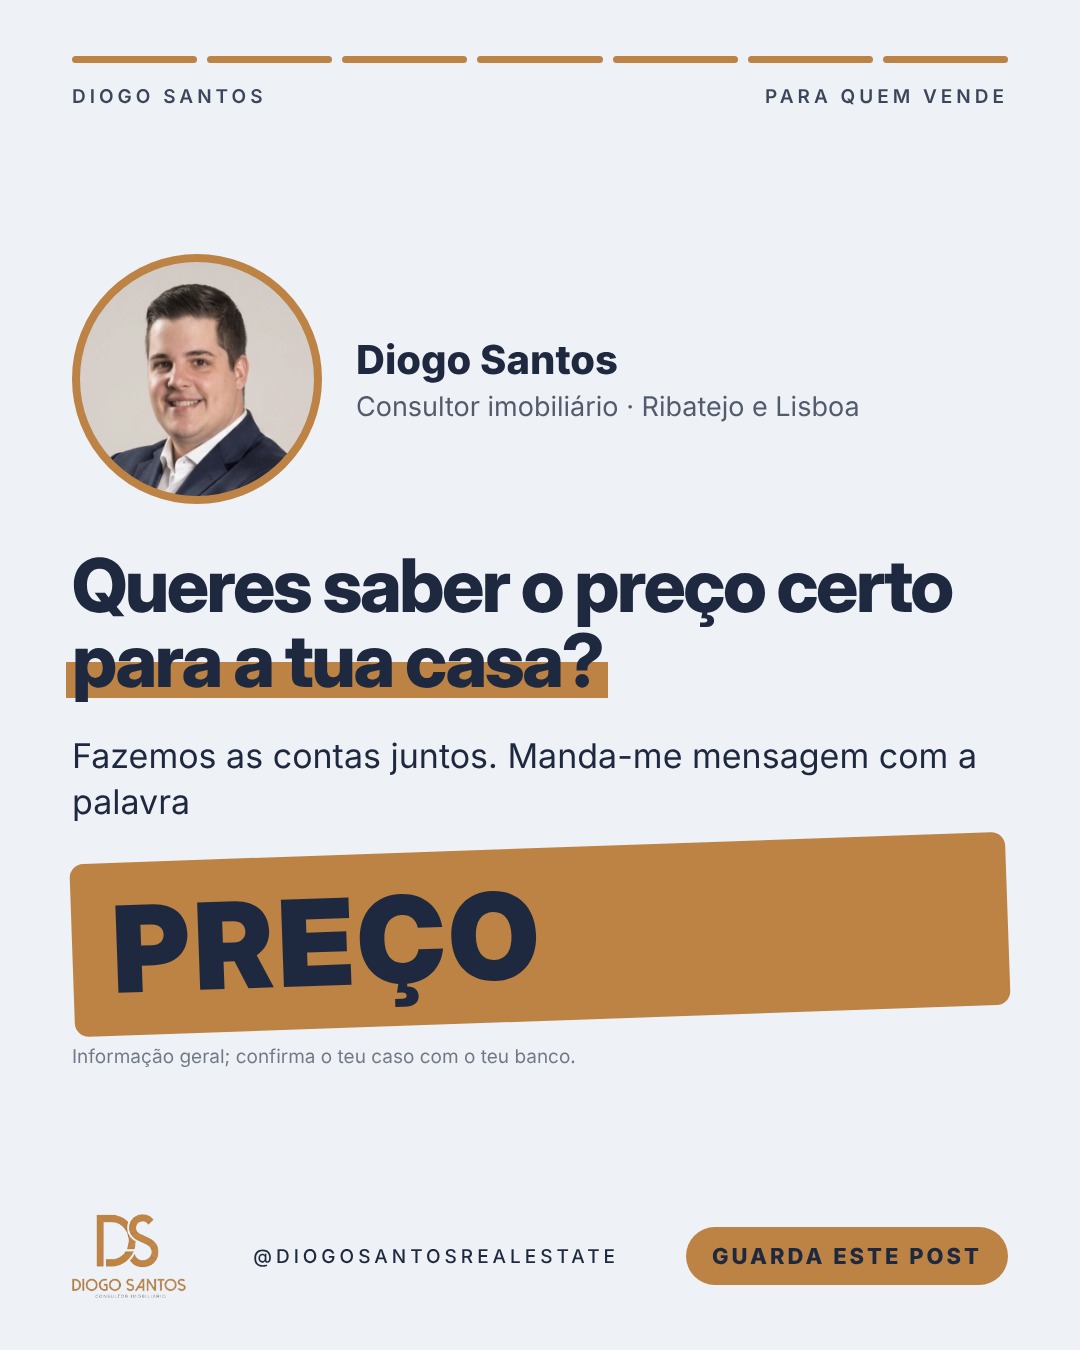 DIOGO SANTOS
PARA QUEM VENDE
Diogo Santos
Consultor imobiliário · Ribatejo e Lisboa
Queres saber o preço certo
para a tua casa?
Fazemos as contas juntos. Manda-me mensagem com a
palavra
PREÇO
Informação geral; confirma o teu caso com o teu banco.
DS
DIOGO SANTOS
CONSULTOR IMOBILIÁRIO
@DIOGOSANTOSREALESTATE
GUARDA ESTE POST